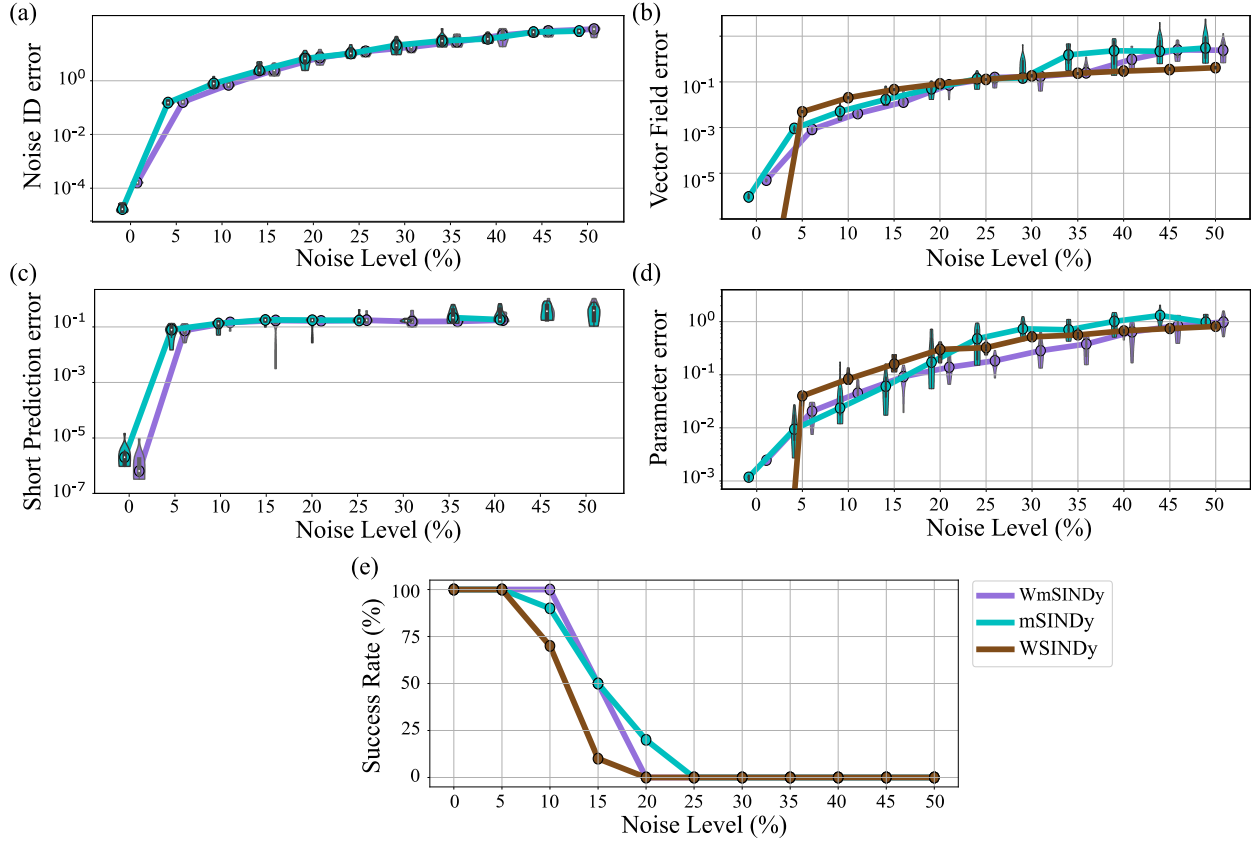 (a)
Noise ID error
10^0
10^-2
10^-4
0 5 10 15 20 25 30 35 40 45 50
Noise Level (%)
(b)
Vector Field error
10^-1
10^-3
10^-5
0 5 10 15 20 25 30 35 40 45 50
Noise Level (%)
(c)
Short Prediction error
10^-1
10^-3
10^-5
10^-7
0 5 10 15 20 25 30 35 40 45 50
Noise Level (%)
(d)
Parameter error
10^0
10^-1
10^-2
10^-3
0 5 10 15 20 25 30 35 40 45 50
Noise Level (%)
(e)
Success Rate (%)
100
75
50
25
0
0 5 10 15 20 25 30 35 40 45 50
Noise Level (%)
WmSINDy
mSINDy
WSINDy